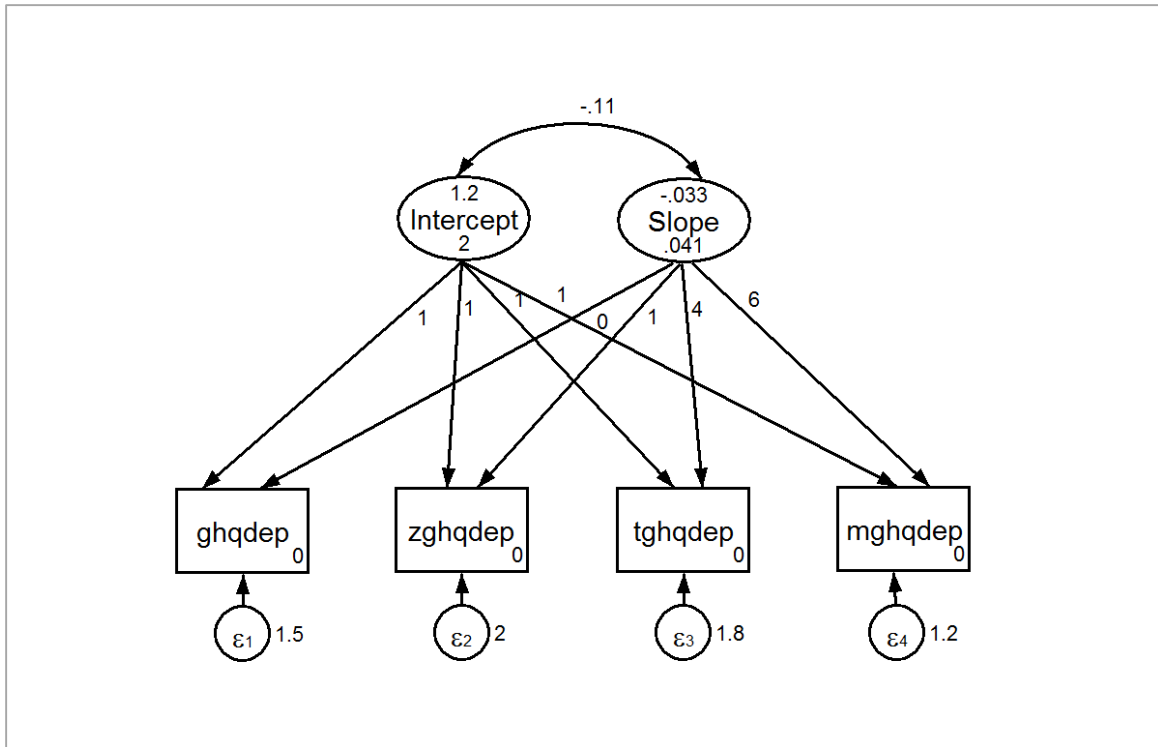 -.11
1.2
Intercept
2
-.033
Slope
.041
1
1
1
1
0
1
4
6
ghqdep
0
zghqdep
0
tghqdep
0
mghqdep
0
ε1
1.5
ε2
2
ε3
1.8
ε4
1.2